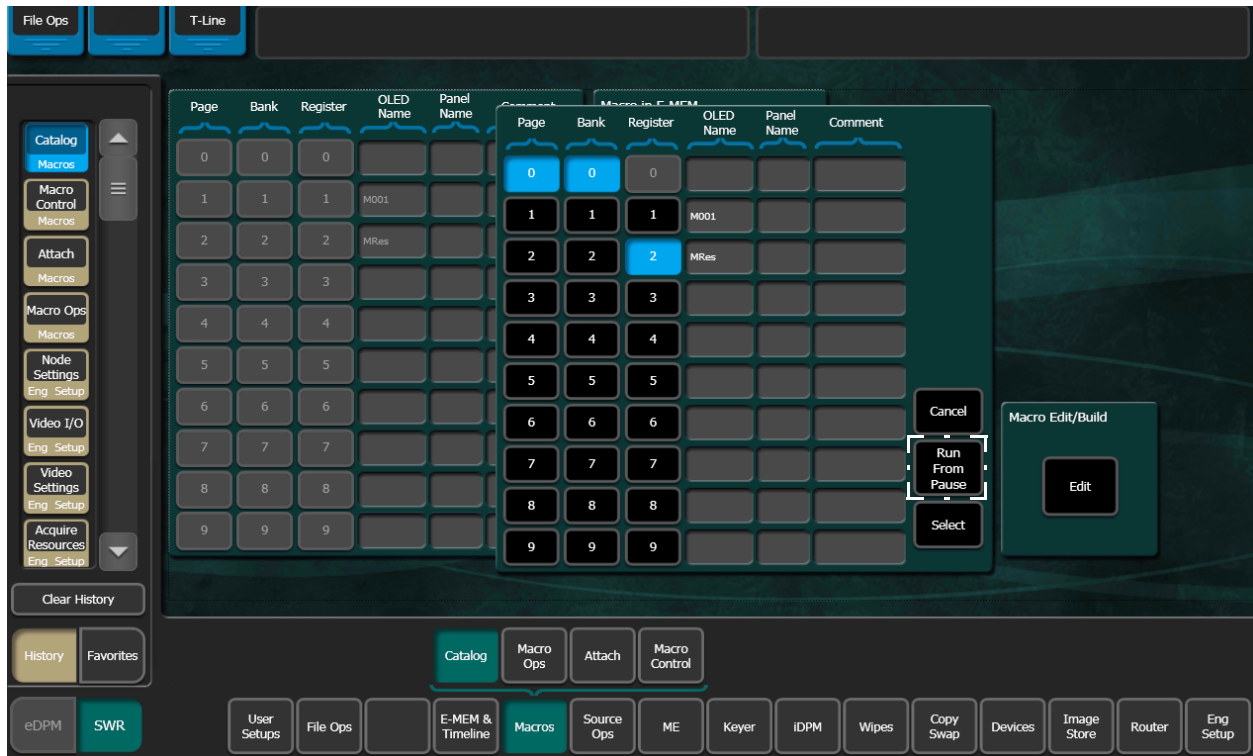 File Ops
T-Line
Page Bank Register OLED Name Panel Name Comment
Macro in E-MEM
0 0 0
1 1 1 M001
2 2 2 MRes
3 3 3
4 4 4
5 5 5
6 6 6
7 7 7
8 8 8
9 9 9
Page Bank Register OLED Name Panel Name Comment
0 0 0
1 1 1 M001
2 2 2 MRes
3 3 3
4 4 4
5 5 5
6 6 6
7 7 7
8 8 8
9 9 9
Cancel
Run
From
Pause
Select
Macro Edit/Build
Edit
Catalog
Macros
Macro
Control
Macros
Attach
Macros
Macro Ops
Macros
Node
Settings
Eng Setup
Video I/O
Eng Setup
Video
Settings
Eng Setup
Acquire
Resources
Eng Setup
Clear History
History Favorites
Catalog
Macro
Ops
Attach
Macro
Control
eDPM SWR
User
Setups
File Ops
E-MEM &
Timeline
Macros
Source
Ops
ME
Keyer
iDPM
Wipes
Copy
Swap
Devices
Image
Store
Router
Eng
Setup